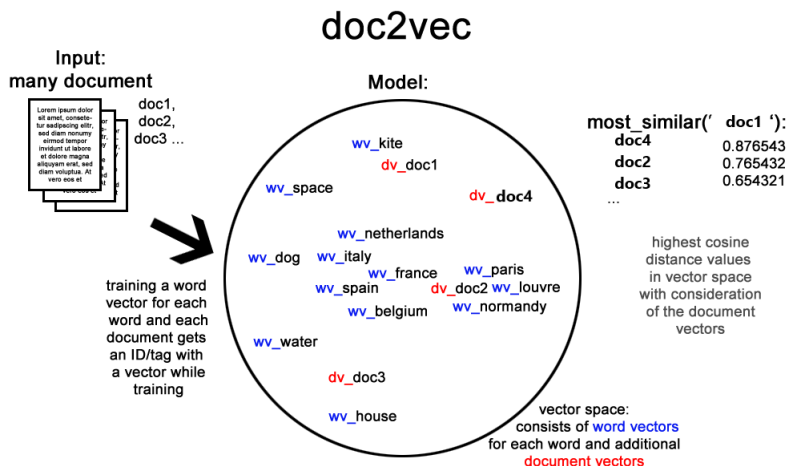 doc2vec
Input:
many document
Lorem ipsum dolor
sit amet, consete-
tur sadipscing elitr,
sed diam nonumy
eirmod tempor
invidunt ut labore
et dolore magna
aliquyam erat, sed
diam voluptua. At
vero eos et
doc1,
doc2,
doc3 ...
training a word
vector for each
word and each
document gets
an ID/tag with
a vector while
training
Model:
wv_kite
dv_doc1
wv_space
dv_doc4
wv_netherlands
wv_dog
wv_italy
wv_france
wv_paris
wv_spain
dv_doc2
wv_louvre
wv_belgium
wv_normandy
wv_water
dv_doc3
wv_house
most_similar(' doc1 '):
doc4 0.876543
doc2 0.765432
doc3 0.654321
...
highest cosine
distance values
in vector space
with consideration
of the document
vectors
vector space:
consists of word vectors
for each word and additional
document vectors